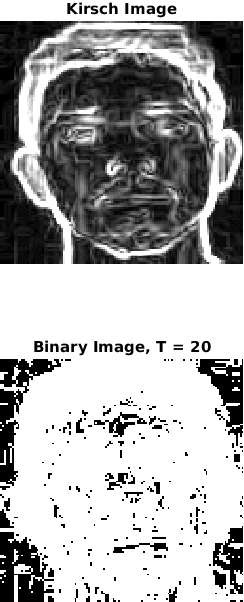 Kirsch Image
Binary Image, T = 20